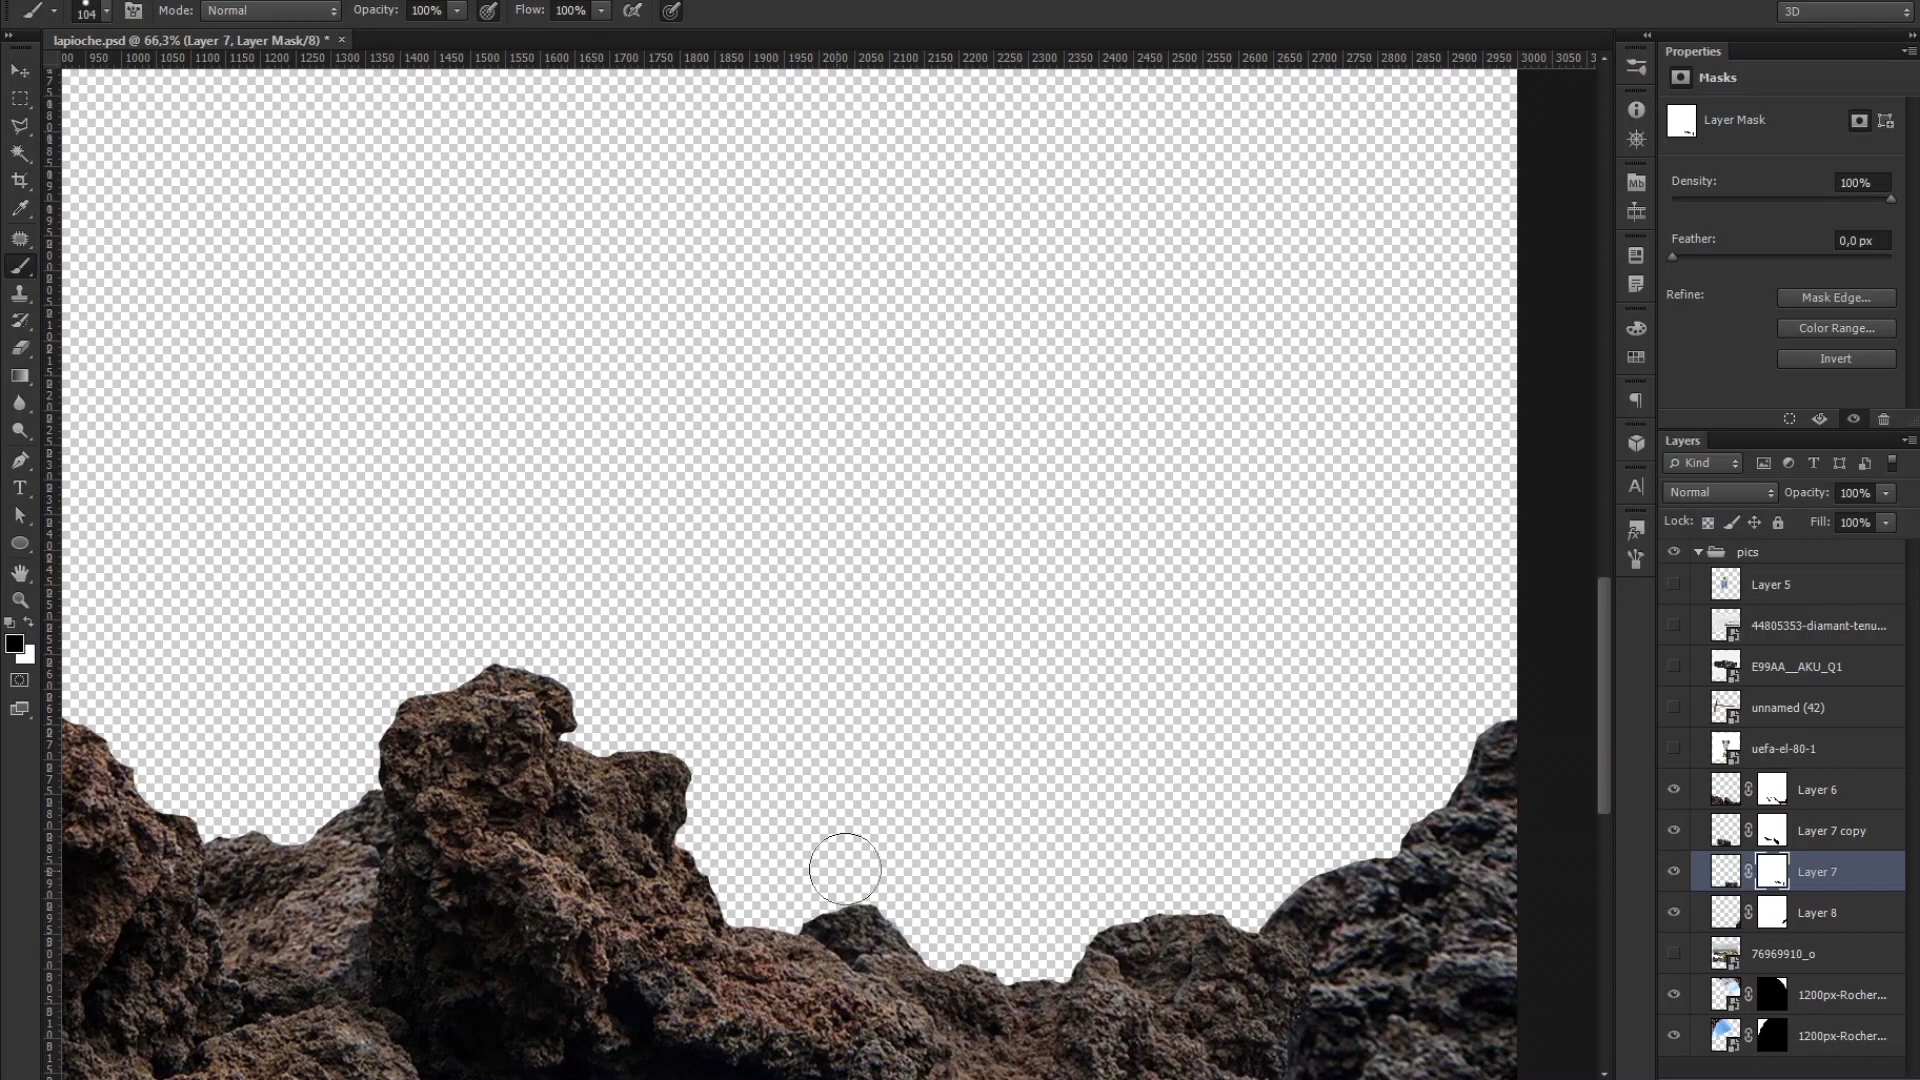 104 Mode: Normal Opacity: 100% Flow: 100% 3D
lapioche.psd @ 66,3% (Layer 7, Layer Mask/8) * ×
00 950 1000 1050 1100 1150 1200 1250 1300 1350 1400 1450 1500 1550 1600 1650 1700 1750 1800 1850 1900 1950 2000 2050 2100 2150 2200 2250 2300 2350 2400 2450 2500 2550 2600 2650 2700 2750 2800 2850 2900 2950 3000 3050 3
Properties
Masks
Layer Mask
Density: 100%
Feather: 0,0 px
Refine: Mask Edge...
Color Range...
Invert
Mb
Layers
Kind
Normal Opacity: 100%
Lock: Fill: 100%
pics
Layer 5
44805353-diamant-tenu...
E99AA__AKU_Q1
unnamed (42)
uefa-el-80-1
Layer 6
Layer 7 copy
Layer 7
Layer 8
76969910_o
1200px-Rocher...
1200px-Rocher...